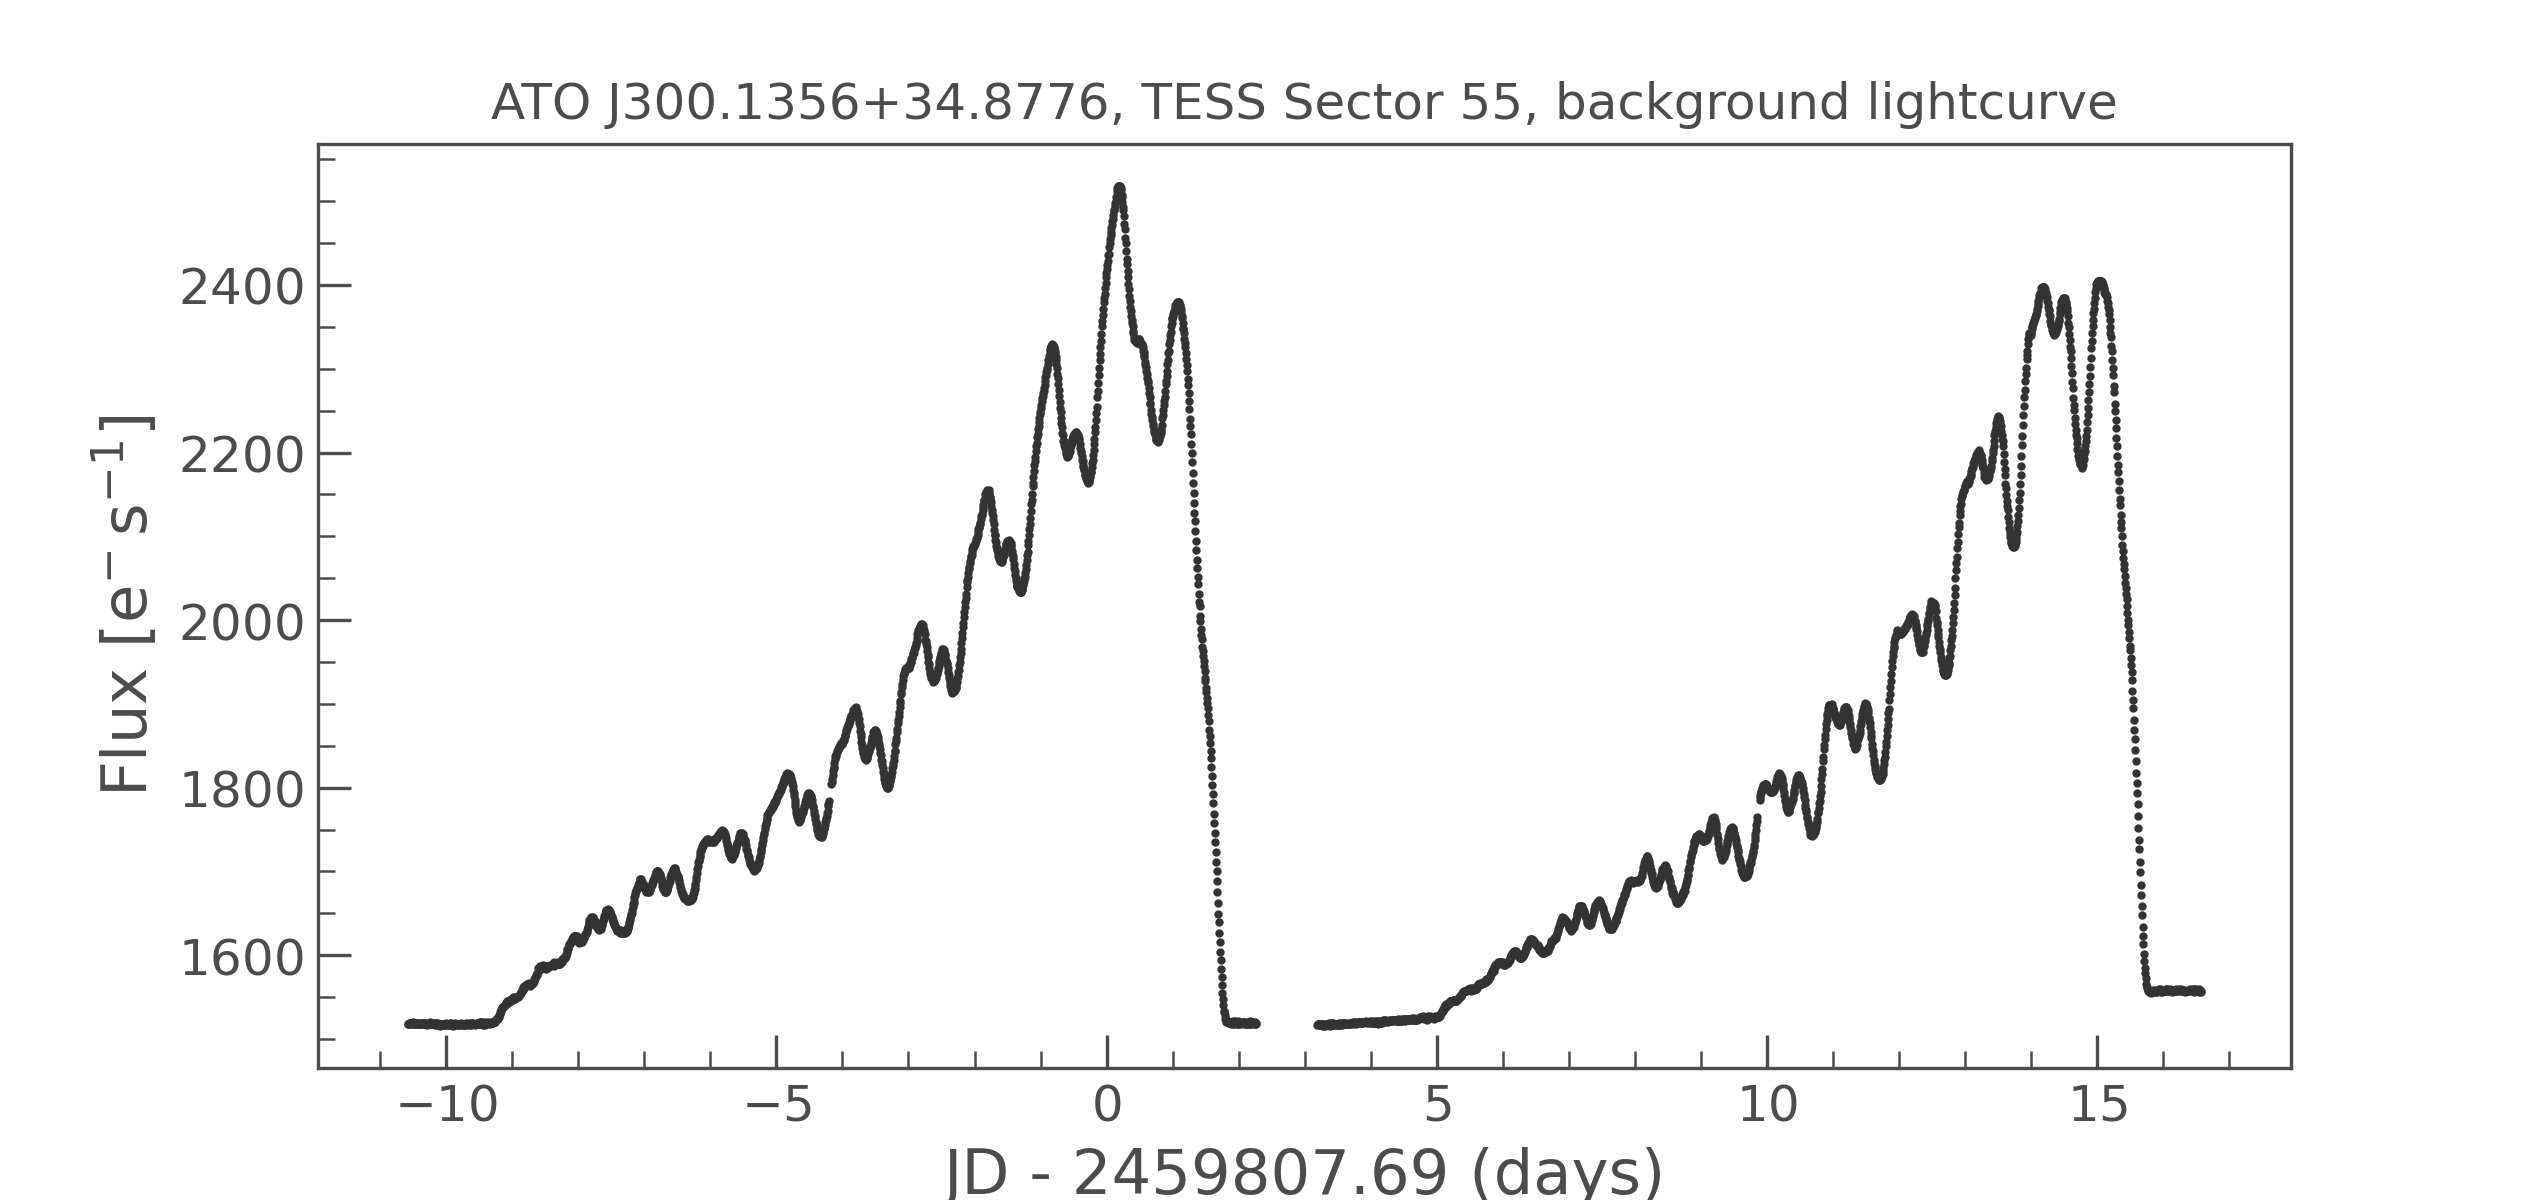 ATO J300.1356+34.8776, TESS Sector 55, background lightcurve
2400
2200
2000
1800
1600
Flux [e⁻ s⁻¹]
−10 −5 0 5 10 15
JD - 2459807.69 (days)